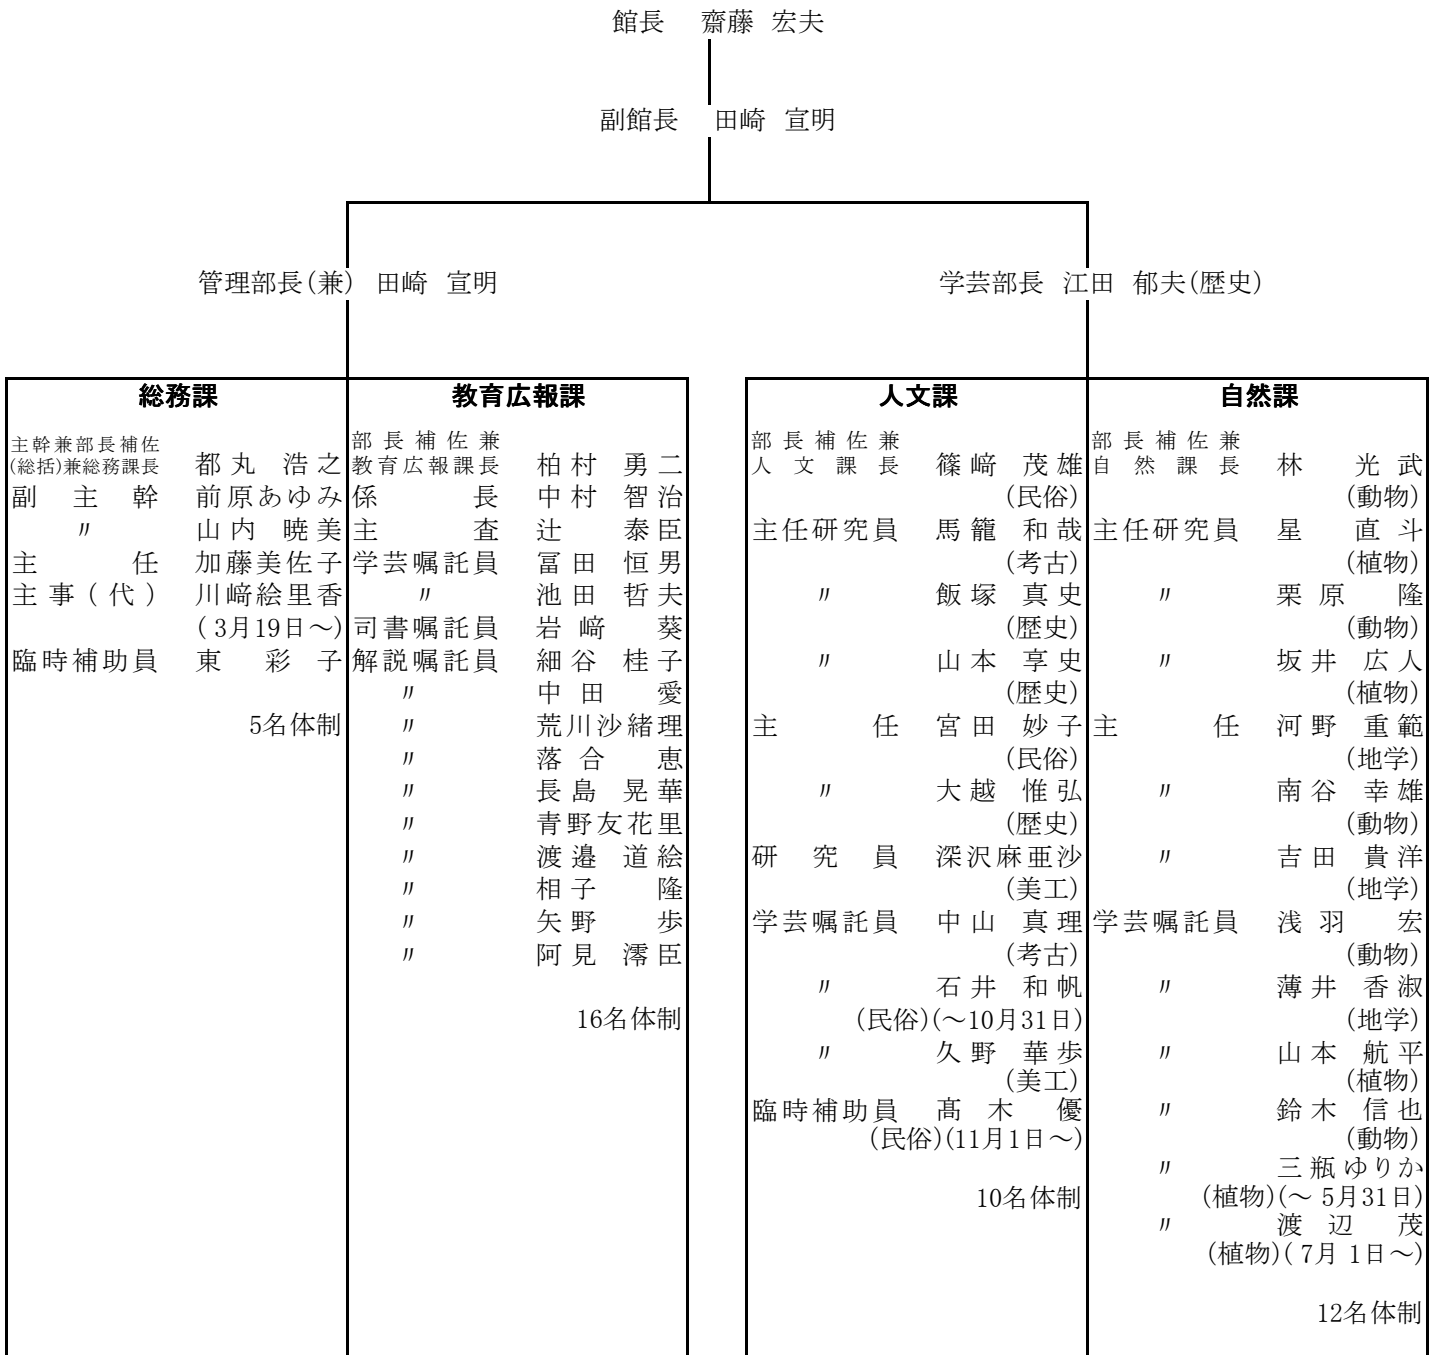 館長 齋藤 宏夫
副館長 田崎 宣明
管理部長(兼) 田崎 宣明
学芸部長 江田 郁夫(歴史)
総務課
主幹兼部長補佐
(総括)兼総務課長 都丸 浩之
副主幹 前原あゆみ
〃 山内 暁美
主任 加藤美佐子
主事(代) 川﨑絵里香
(3月19日～)
臨時補助員 東 彩子
5名体制
教育広報課
部長補佐兼
教育広報課長 柏村 勇二
係長 中村 智治
主査 辻 泰臣
学芸嘱託員 冨田 恒男
〃 池田 哲夫
司書嘱託員 岩﨑 葵
解説嘱託員 細谷 桂子
〃 中田 愛
〃 荒川沙緒理
〃 落合 恵
〃 長島 晃華
〃 青野友花里
〃 渡邉 道絵
〃 相子 隆
〃 矢野 歩
〃 阿見 澪臣
16名体制
人文課
部長補佐兼
人文課長 篠﨑 茂雄
(民俗)
主任研究員 馬籠 和哉
(考古)
〃 飯塚 真史
(歴史)
〃 山本 享史
(歴史)
主任 宮田 妙子
(民俗)
〃 大越 惟弘
(歴史)
研究員 深沢麻亜沙
(美工)
学芸嘱託員 中山 真理
(考古)
〃 石井 和帆
(民俗)(～10月31日)
〃 久野 華歩
(美工)
臨時補助員 髙木 優
(民俗)(11月1日～)
10名体制
自然課
部長補佐兼
自然課長 林 光武
(動物)
主任研究員 星 直斗
(植物)
〃 栗原 隆
(動物)
〃 坂井 広人
(植物)
主任 河野 重範
(地学)
〃 南谷 幸雄
(動物)
〃 吉田 貴洋
(地学)
学芸嘱託員 浅羽 宏
(動物)
〃 薄井 香淑
(地学)
〃 山本 航平
(植物)
〃 鈴木 信也
(動物)
〃 三瓶ゆりか
(植物)(～ 5月31日)
〃 渡辺 茂
(植物)( 7月 1日～)
12名体制